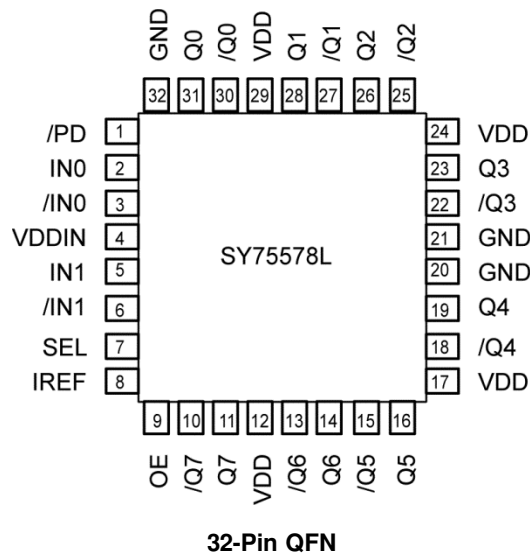 GND Q0 /Q0 VDD Q1 /Q1 Q2 /Q2
32 31 30 29 28 27 26 25
/PD 1 24 VDD
IN0 2 23 Q3
/IN0 3 22 /Q3
VDDIN 4 21 GND
SY75578L
IN1 5 20 GND
/IN1 6 19 Q4
SEL 7 18 /Q4
IREF 8 17 VDD
9 10 11 12 13 14 15 16
OE /Q7 Q7 VDD /Q6 Q6 /Q5 Q5
32-Pin QFN